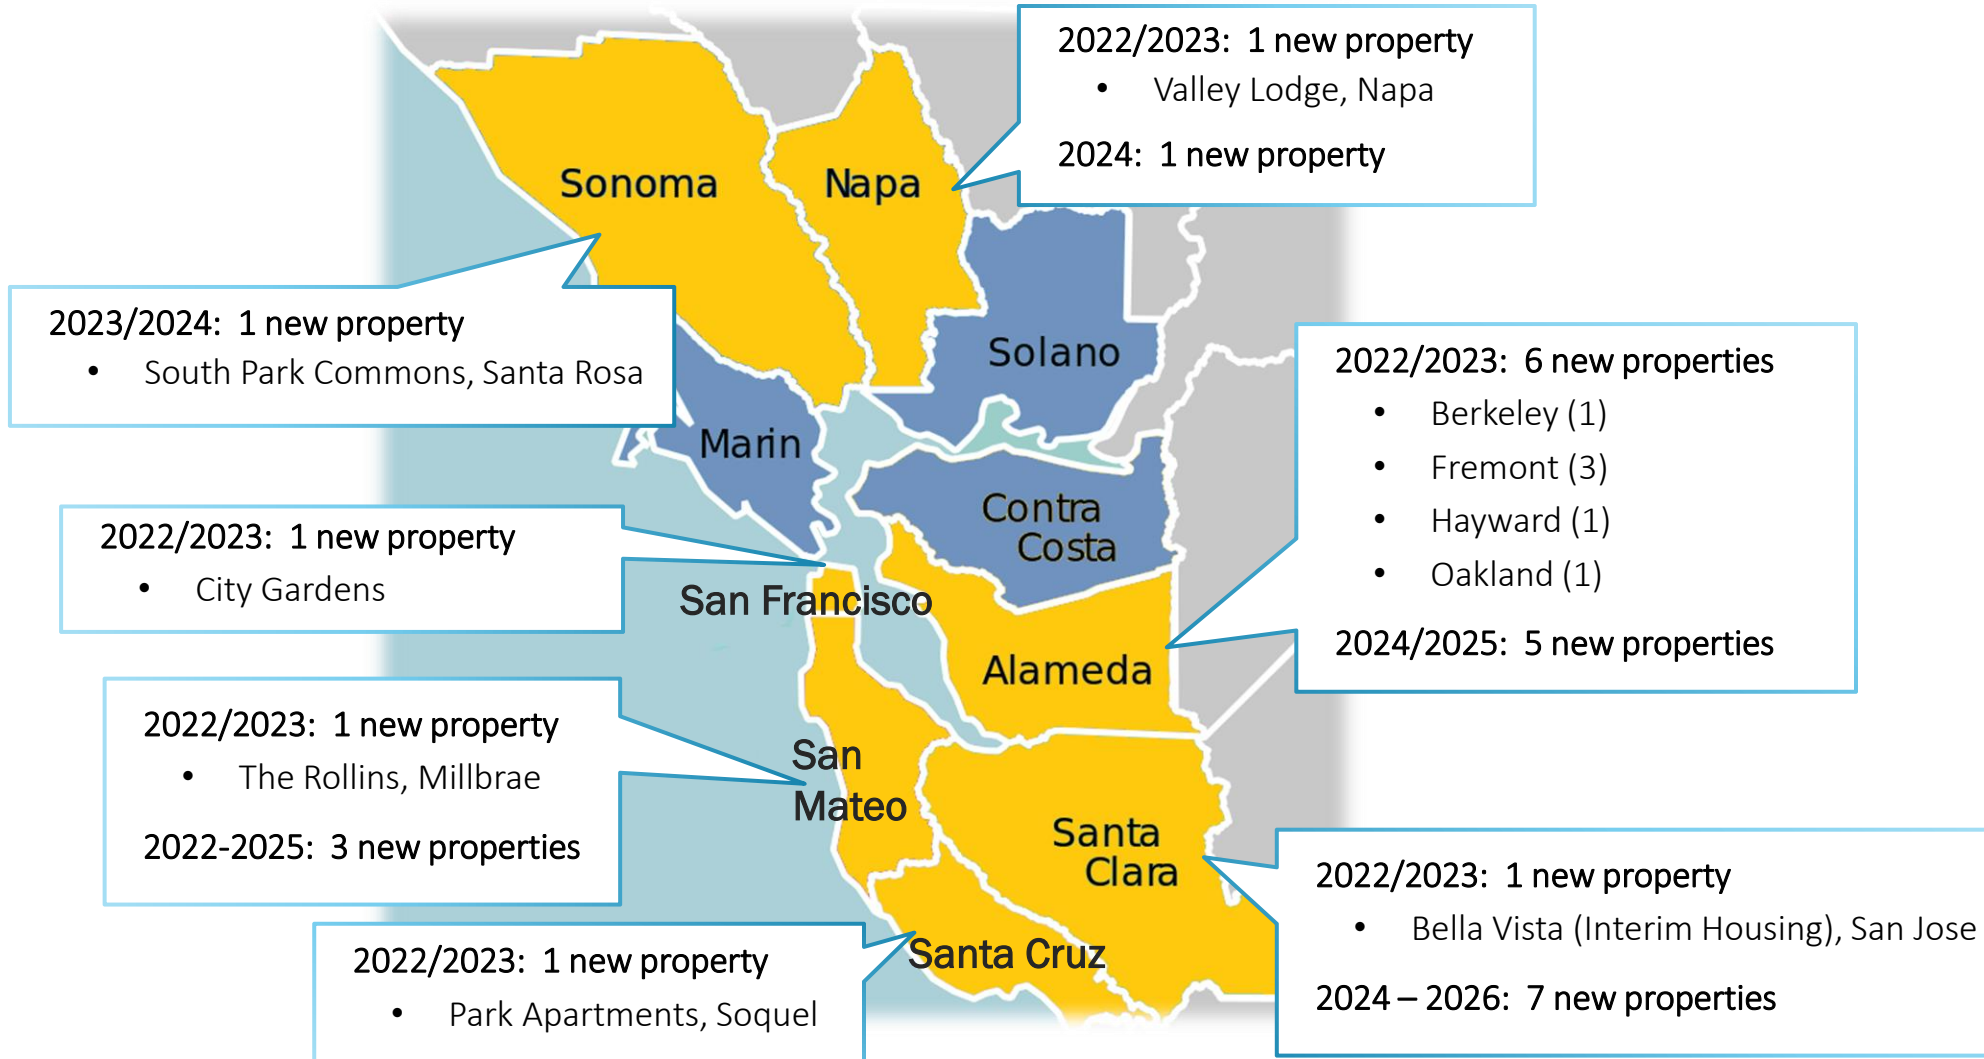 2022/2023: 1 new property
• Valley Lodge, Napa
2024: 1 new property
Sonoma
Napa
2023/2024: 1 new property
• South Park Commons, Santa Rosa
Solano
Marin
2022/2023: 6 new properties
• Berkeley (1)
• Fremont (3)
• Hayward (1)
• Oakland (1)
2024/2025: 5 new properties
Contra
Costa
2022/2023: 1 new property
• City Gardens
San Francisco
Alameda
2022/2023: 1 new property
• The Rollins, Millbrae
2022-2025: 3 new properties
San
Mateo
Santa
Clara
2022/2023: 1 new property
• Bella Vista (Interim Housing), San Jose
2024 – 2026: 7 new properties
Santa Cruz
2022/2023: 1 new property
• Park Apartments, Soquel